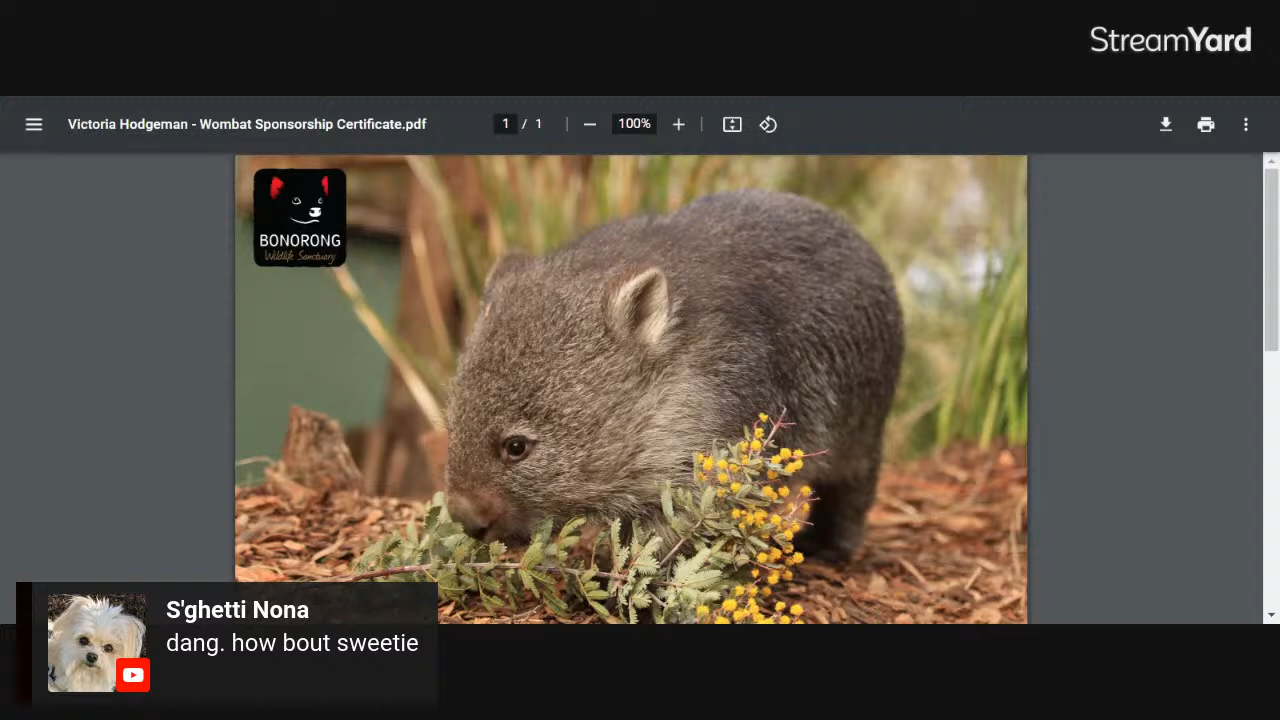 StreamYard
Victoria Hodgeman - Wombat Sponsorship Certificate.pdf
1 / 1
100%
BONORONG
Wildlife Sanctuary
S'ghetti Nona
dang. how bout sweetie